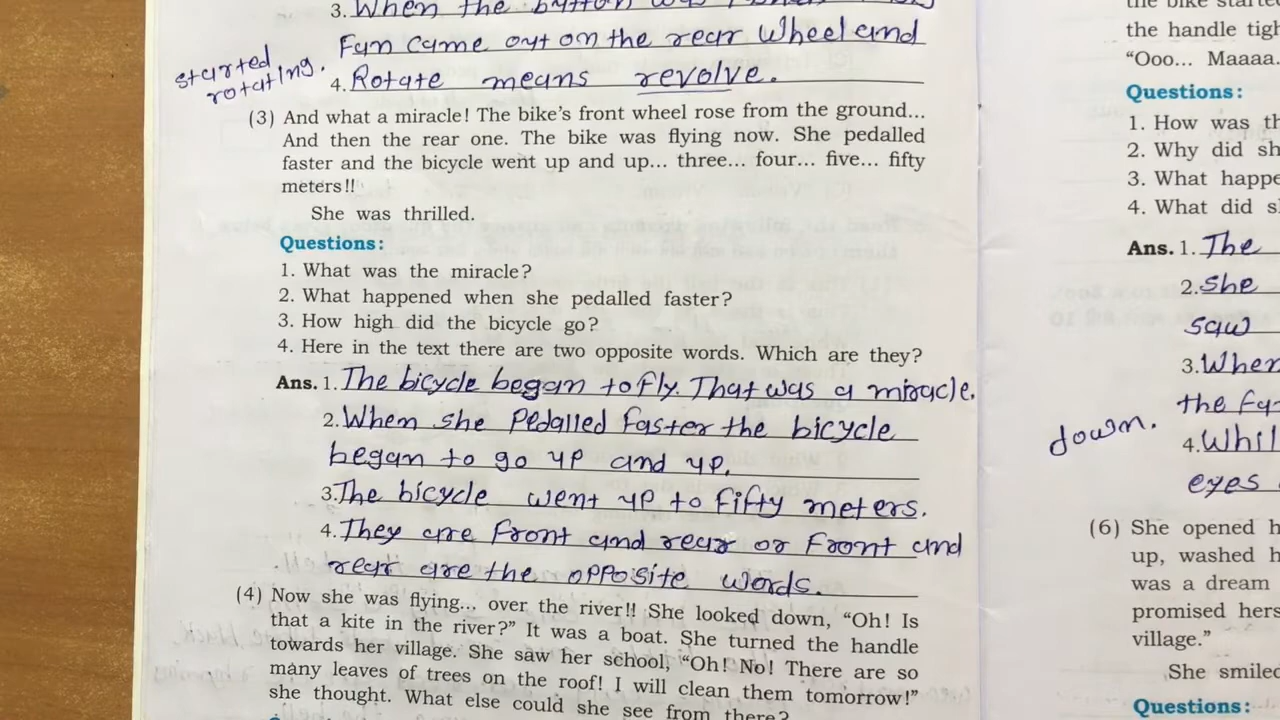 3. When the button was
Fan came out on the rear wheel and
started
rotating.
4. Rotate means revolve.
(3) And what a miracle! The bike's front wheel rose from the ground...
And then the rear one. The bike was flying now. She pedalled
faster and the bicycle went up and up... three... four... five... fifty
meters!!
She was thrilled.
Questions:
1. What was the miracle?
2. What happened when she pedalled faster?
3. How high did the bicycle go?
4. Here in the text there are two opposite words. Which are they?
Ans. 1. The bicycle began to fly. That was a miracle.
2. When she Pedalled faster the bicycle
began to go up and up.
3. The bicycle went up to fifty meters.
4. They are front and rear or front and
rear are the opposite words.
(4) Now she was flying... over the river!! She looked down, "Oh! Is
that a kite in the river?" It was a boat. She turned the handle
towards her village. She saw her school, "Oh! No! There are so
many leaves of trees on the roof! I will clean them tomorrow!"
she thought. What else could she see from there?
the bike starte
the handle tigh
"Ooo... Maaaa.
Questions:
1. How was th
2. Why did sh
3. What happe
4. What did s
Ans. 1. The
2. she
saw
3. When
the fa
down.
4. Whil
eyes
(6) She opened h
up, washed h
was a dream
promised hers
village."
She smiled
Questions: